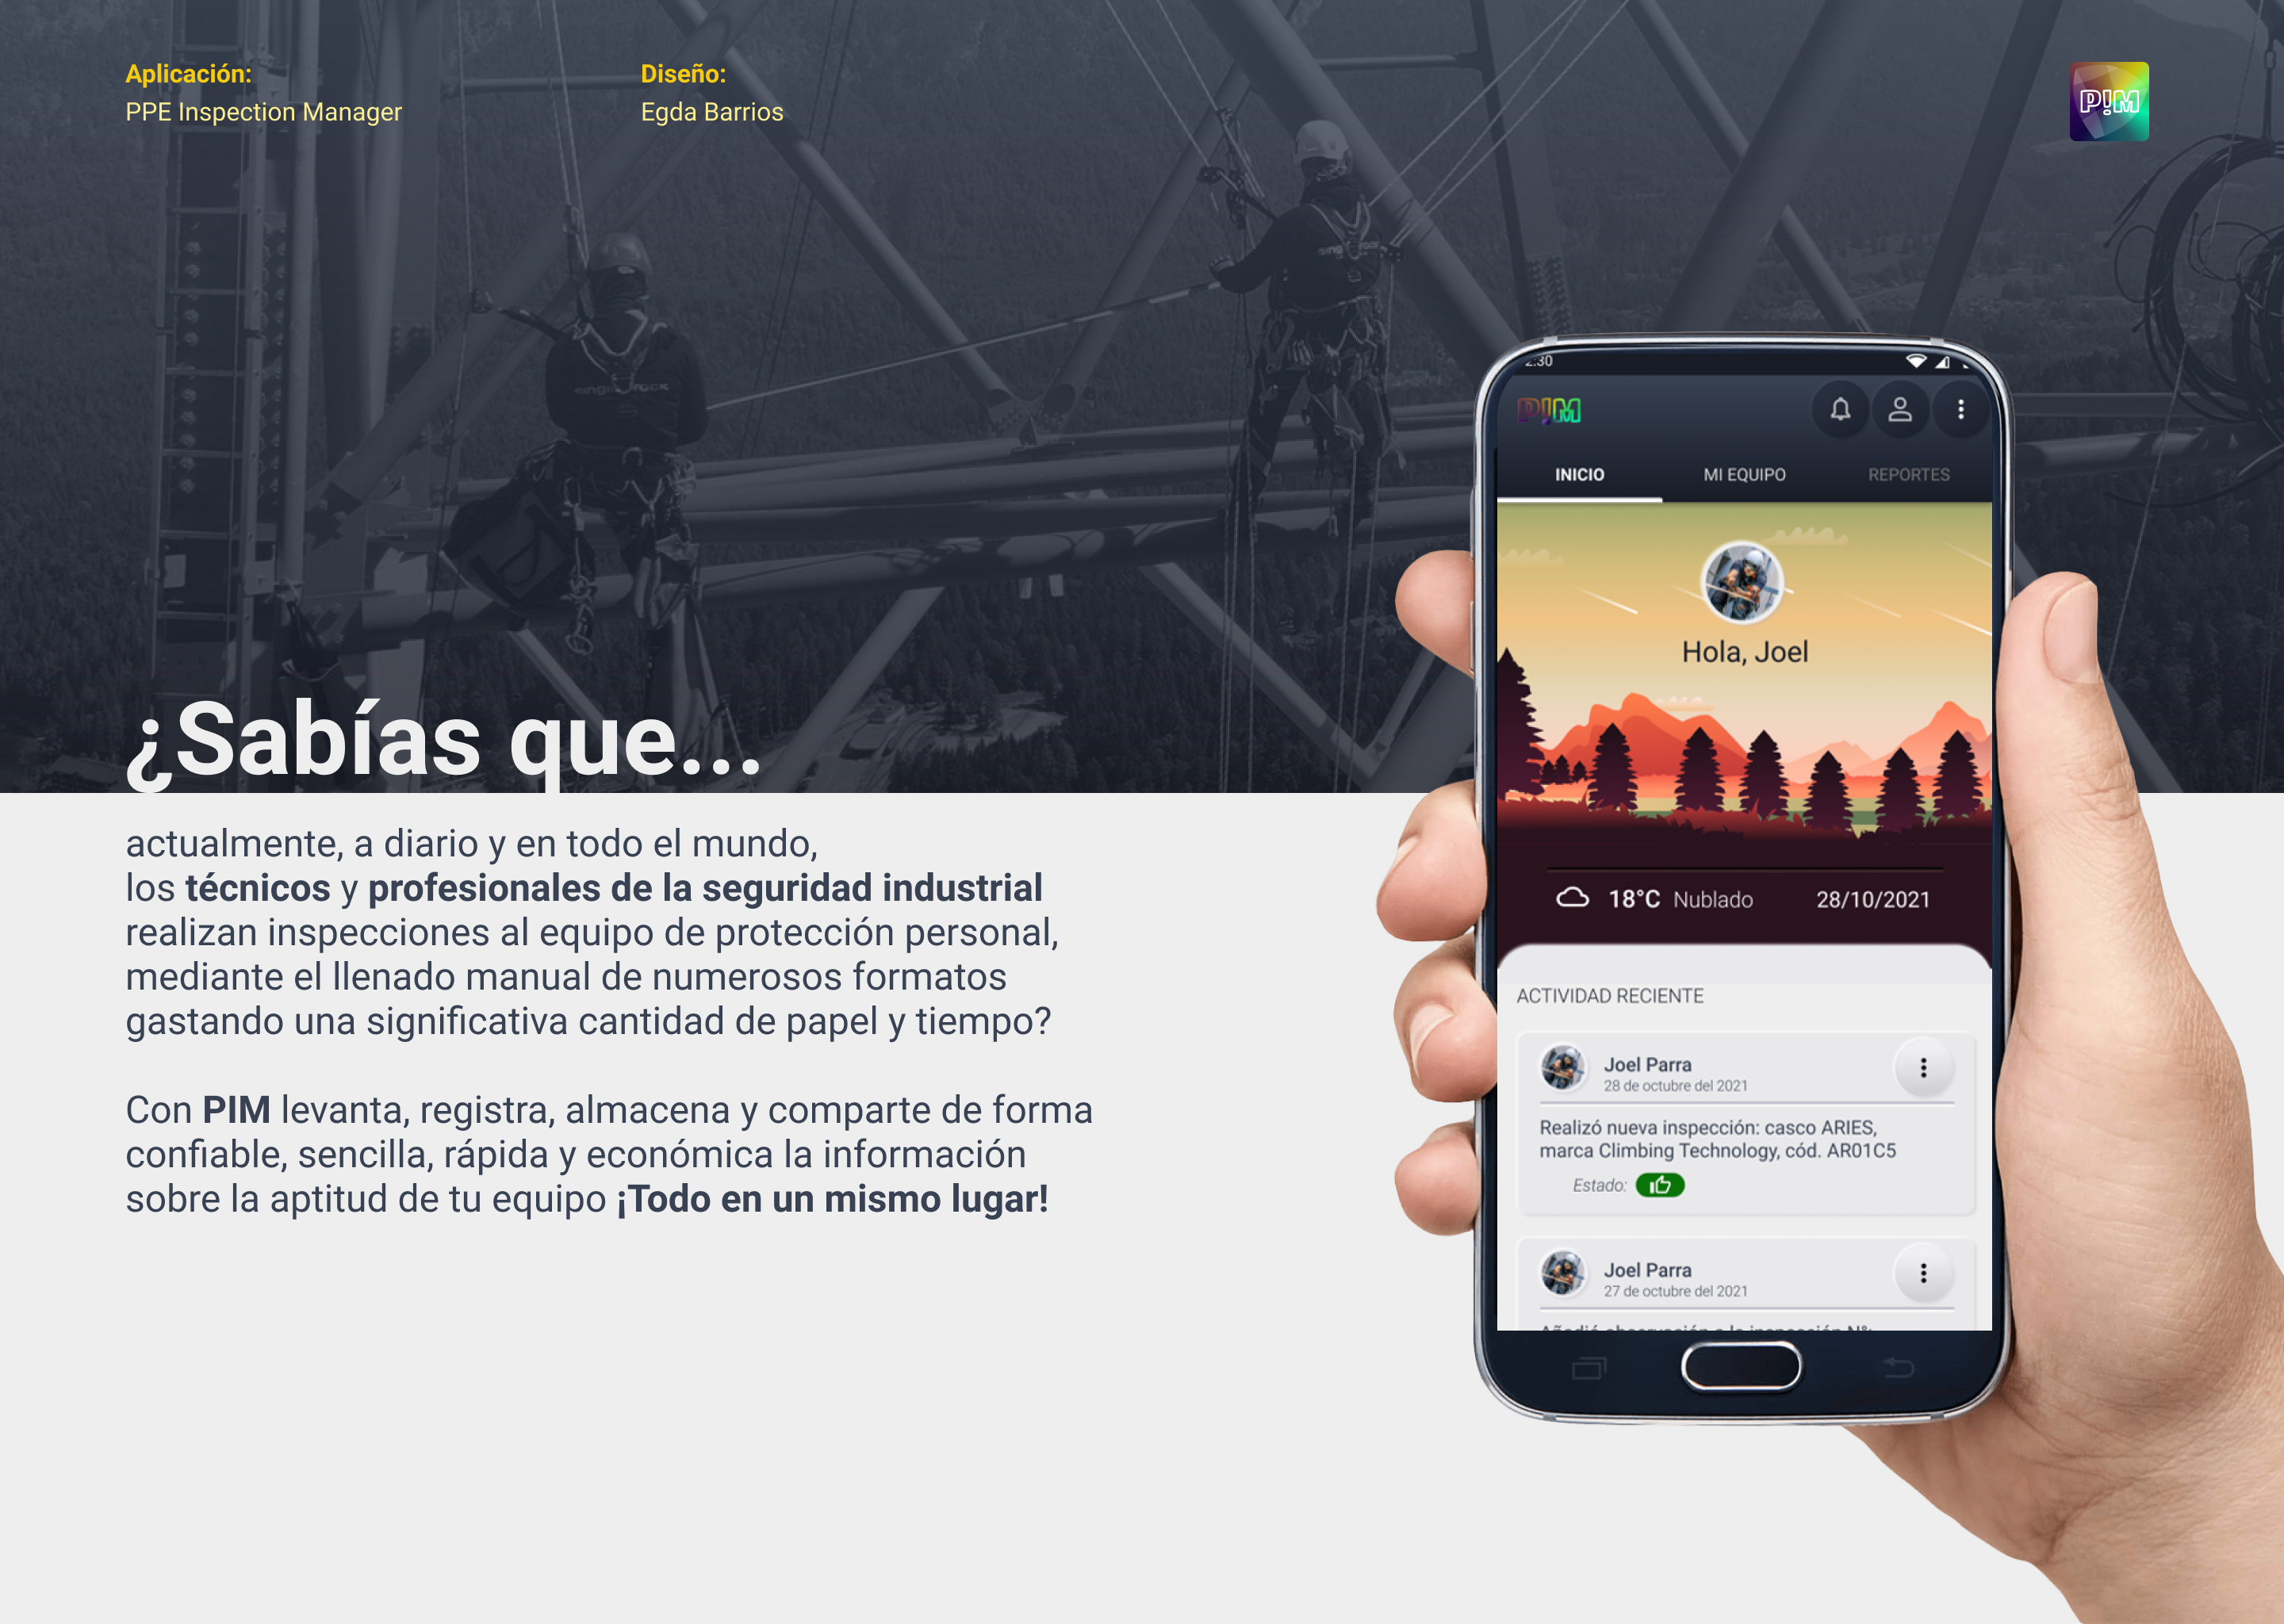 Aplicación:
PPE Inspection Manager
Diseño:
Egda Barrios
P!M
¿Sabías que...
actualmente, a diario y en todo el mundo,
los técnicos y profesionales de la seguridad industrial
realizan inspecciones al equipo de protección personal,
mediante el llenado manual de numerosos formatos
gastando una significativa cantidad de papel y tiempo?
Con PIM levanta, registra, almacena y comparte de forma
confiable, sencilla, rápida y económica la información
sobre la aptitud de tu equipo ¡Todo en un mismo lugar!
2:30
P!M
INICIO MI EQUIPO REPORTES
Hola, Joel
18°C Nublado 28/10/2021
ACTIVIDAD RECIENTE
Joel Parra
28 de octubre del 2021
Realizó nueva inspección: casco ARIES,
marca Climbing Technology, cód. AR01C5
Estado:
Joel Parra
27 de octubre del 2021